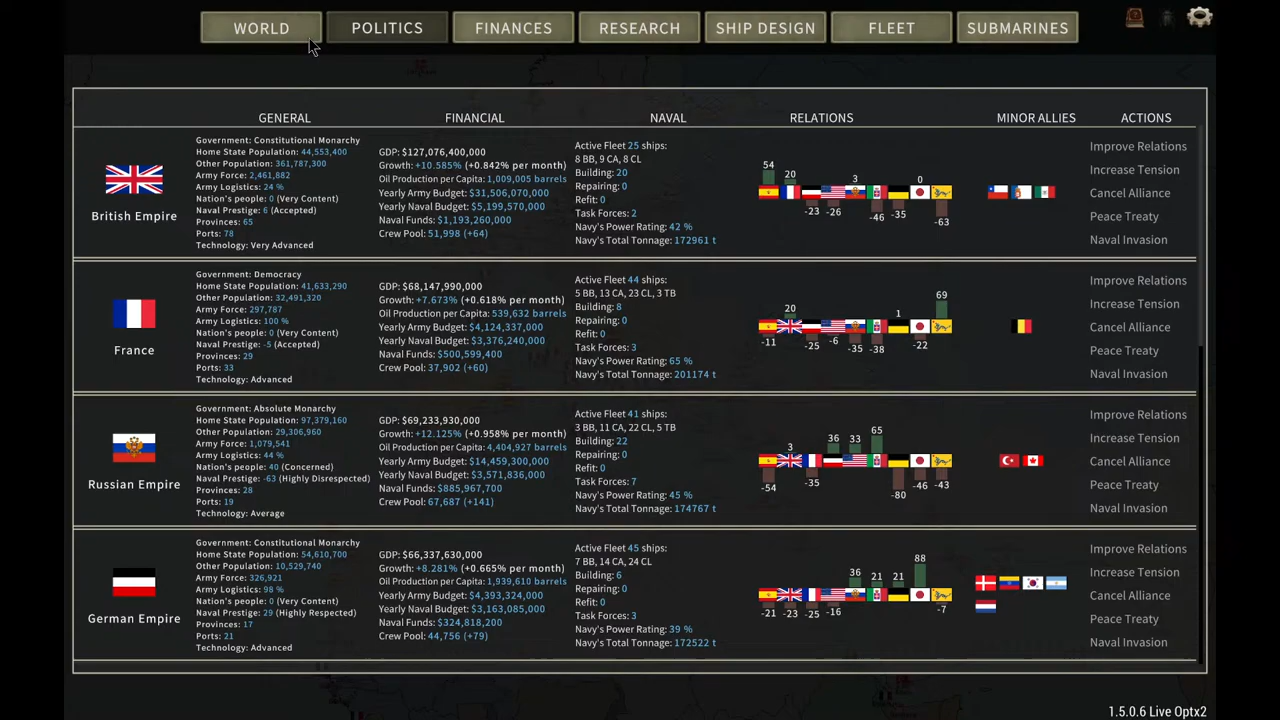 WORLD POLITICS FINANCES RESEARCH SHIP DESIGN FLEET SUBMARINES
GENERAL FINANCIAL NAVAL RELATIONS MINOR ALLIES ACTIONS
British Empire
Government: Constitutional Monarchy
Home State Population: 44,553,400
Other Population: 361,787,300
Army Force: 2,461,882
Army Logistics: 24 %
Nation's people: 0 (Very Content)
Naval Prestige: 6 (Accepted)
Provinces: 65
Ports: 78
Technology: Very Advanced
GDP: $127,076,400,000
Growth: +10.585% (+0.842% per month)
Oil Production per Capita: 1,009,005 barrels
Yearly Army Budget: $31,506,070,000
Yearly Naval Budget: $5,199,570,000
Naval Funds: $1,193,260,000
Crew Pool: 51,998 (+64)
Active Fleet 25 ships:
8 BB, 9 CA, 8 CL
Building: 20
Repairing: 0
Refit: 0
Task Forces: 2
Navy's Power Rating: 42 %
Navy's Total Tonnage: 172961 t
54 20 3 0
-23 -26 -46 -35 -63
Improve Relations
Increase Tension
Cancel Alliance
Peace Treaty
Naval Invasion
France
Government: Democracy
Home State Population: 41,633,290
Other Population: 32,491,320
Army Force: 297,787
Army Logistics: 100 %
Nation's people: 0 (Very Content)
Naval Prestige: -5 (Accepted)
Provinces: 29
Ports: 33
Technology: Advanced
GDP: $68,147,990,000
Growth: +7.673% (+0.618% per month)
Oil Production per Capita: 539,632 barrels
Yearly Army Budget: $4,124,337,000
Yearly Naval Budget: $3,376,240,000
Naval Funds: $500,599,400
Crew Pool: 37,902 (+60)
Active Fleet 44 ships:
5 BB, 13 CA, 23 CL, 3 TB
Building: 8
Repairing: 0
Refit: 0
Task Forces: 3
Navy's Power Rating: 65 %
Navy's Total Tonnage: 201174 t
20 1 69
-11 -25 -6 -35 -38 -22
Improve Relations
Increase Tension
Cancel Alliance
Peace Treaty
Naval Invasion
Russian Empire
Government: Absolute Monarchy
Home State Population: 97,379,160
Other Population: 29,306,960
Army Force: 1,079,541
Army Logistics: 44 %
Nation's people: 40 (Concerned)
Naval Prestige: -63 (Highly Disrespected)
Provinces: 28
Ports: 19
Technology: Average
GDP: $69,233,930,000
Growth: +12.125% (+0.958% per month)
Oil Production per Capita: 4,404,927 barrels
Yearly Army Budget: $14,459,300,000
Yearly Naval Budget: $3,571,836,000
Naval Funds: $885,967,700
Crew Pool: 67,687 (+141)
Active Fleet 41 ships:
3 BB, 11 CA, 22 CL, 5 TB
Building: 22
Repairing: 0
Refit: 0
Task Forces: 7
Navy's Power Rating: 45 %
Navy's Total Tonnage: 174767 t
3 36 33 65
-54 -35 -80 -46 -43
Improve Relations
Increase Tension
Cancel Alliance
Peace Treaty
Naval Invasion
German Empire
Government: Constitutional Monarchy
Home State Population: 54,610,700
Other Population: 10,529,740
Army Force: 326,921
Army Logistics: 98 %
Nation's people: 0 (Very Content)
Naval Prestige: 29 (Highly Respected)
Provinces: 17
Ports: 21
Technology: Advanced
GDP: $66,337,630,000
Growth: +8.281% (+0.665% per month)
Oil Production per Capita: 1,939,610 barrels
Yearly Army Budget: $4,393,324,000
Yearly Naval Budget: $3,163,085,000
Naval Funds: $324,818,200
Crew Pool: 44,756 (+79)
Active Fleet 45 ships:
7 BB, 14 CA, 24 CL
Building: 6
Repairing: 0
Refit: 0
Task Forces: 3
Navy's Power Rating: 39 %
Navy's Total Tonnage: 172522 t
36 21 21 88
-21 -23 -25 -16 -7
Improve Relations
Increase Tension
Cancel Alliance
Peace Treaty
Naval Invasion
1.5.0.6 Live Optx2